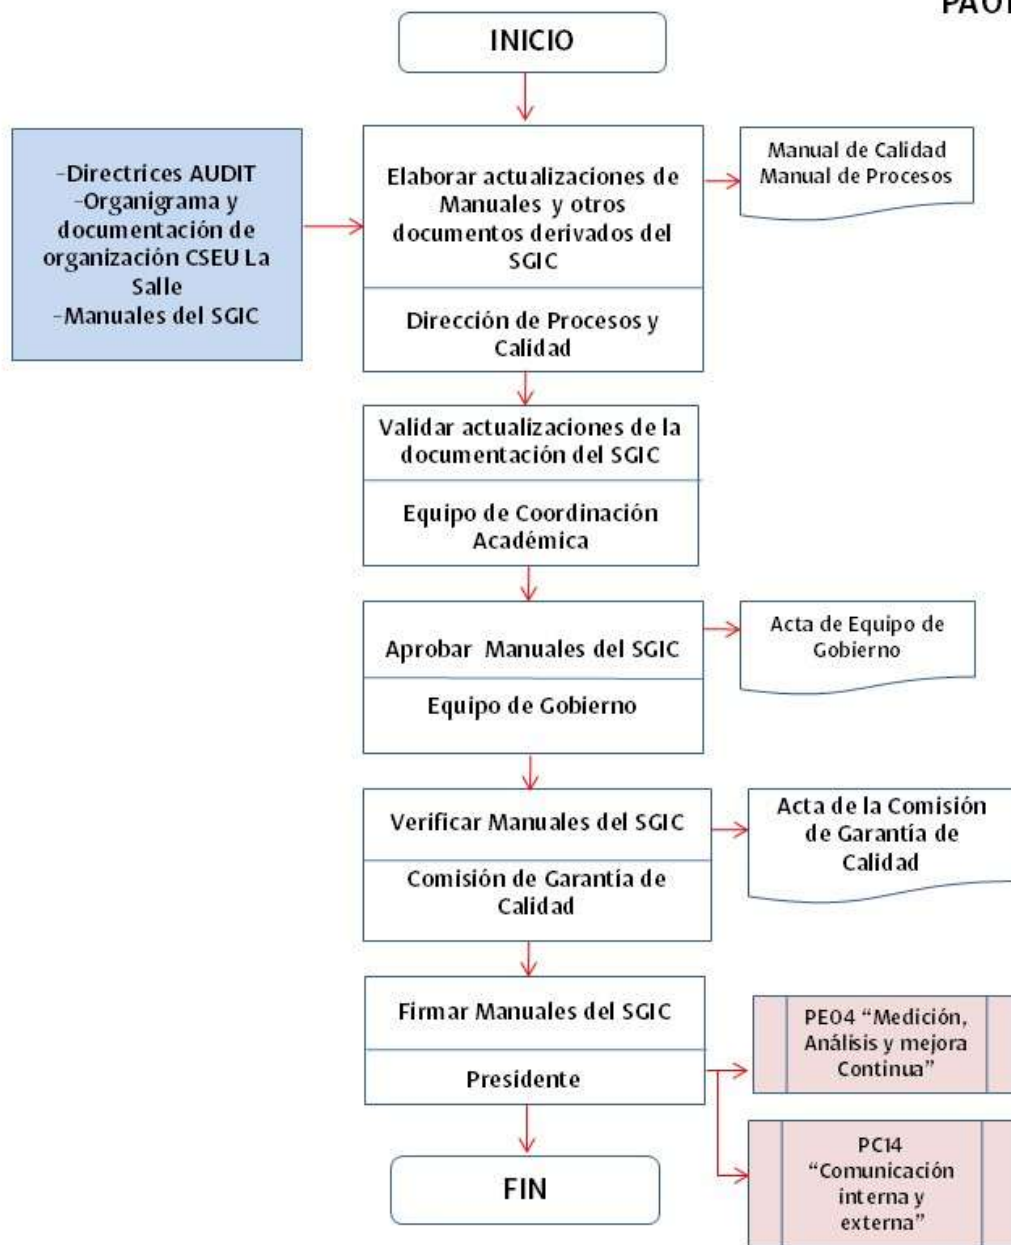 INICIO
-Directrices AUDIT
-Organigrama y
documentación de
organización CSEU La
Salle
-Manuales del SGIC
Elaborar actualizaciones de
Manuales y otros
documentos derivados del
SGIC
Dirección de Procesos y
Calidad
Manual de Calidad
Manual de Procesos
Validar actualizaciones de la
documentación del SGIC
Equipo de Coordinación
Académica
Aprobar Manuales del SGIC
Equipo de Gobierno
Acta de Equipo de
Gobierno
Verificar Manuales del SGIC
Comisión de Garantía de
Calidad
Acta de la Comisión
de Garantía de
Calidad
Firmar Manuales del SGIC
Presidente
PE04 “Medición,
Análisis y mejora
Continua”
PC14
“Comunicación
interna y
externa”
FIN